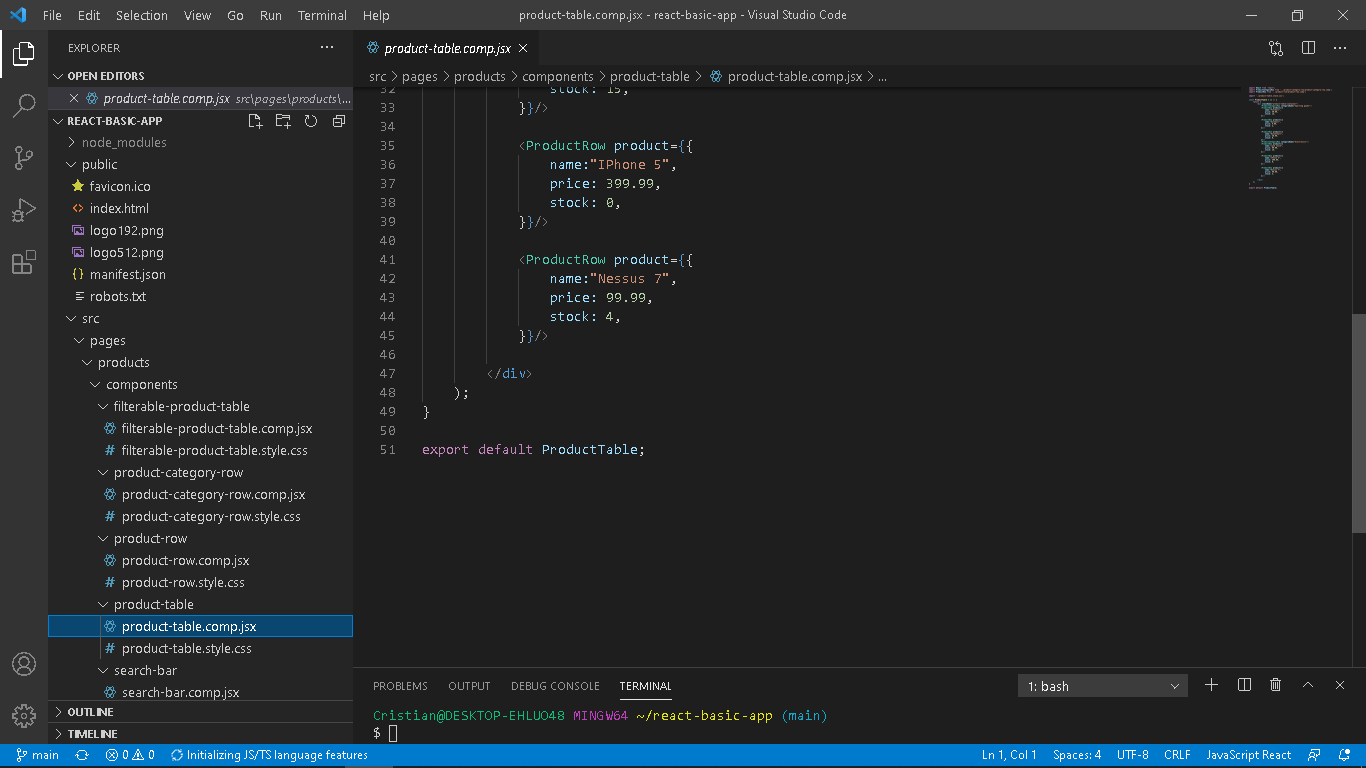 File Edit Selection View Go Run Terminal Help product-table.comp.jsx - react-basic-app - Visual Studio Code
EXPLORER
OPEN EDITORS
product-table.comp.jsx src\pages\products\...
REACT-BASIC-APP
node_modules
public
favicon.ico
index.html
logo192.png
logo512.png
manifest.json
robots.txt
src
pages
products
components
filterable-product-table
filterable-product-table.comp.jsx
filterable-product-table.style.css
product-category-row
product-category-row.comp.jsx
product-category-row.style.css
product-row
product-row.comp.jsx
product-row.style.css
product-table
product-table.comp.jsx
product-table.style.css
search-bar
search-bar.comp.jsx
OUTLINE
TIMELINE
product-table.comp.jsx
src > pages > products > components > product-table > product-table.comp.jsx > ...
32 stock: 15,
33 }}/>
34
35 <ProductRow product={{
36 name:"IPhone 5",
37 price: 399.99,
38 stock: 0,
39 }}/>
40
41 <ProductRow product={{
42 name:"Nessus 7",
43 price: 99.99,
44 stock: 4,
45 }}/>
46
47 </div>
48 );
49 }
50
51 export default ProductTable;
PROBLEMS OUTPUT DEBUG CONSOLE TERMINAL 1: bash
Cristian@DESKTOP-EHLUO48 MINGW64 ~/react-basic-app (main)
$
main 0 0 Initializing JS/TS language features Ln 1, Col 1 Spaces: 4 UTF-8 CRLF JavaScript React